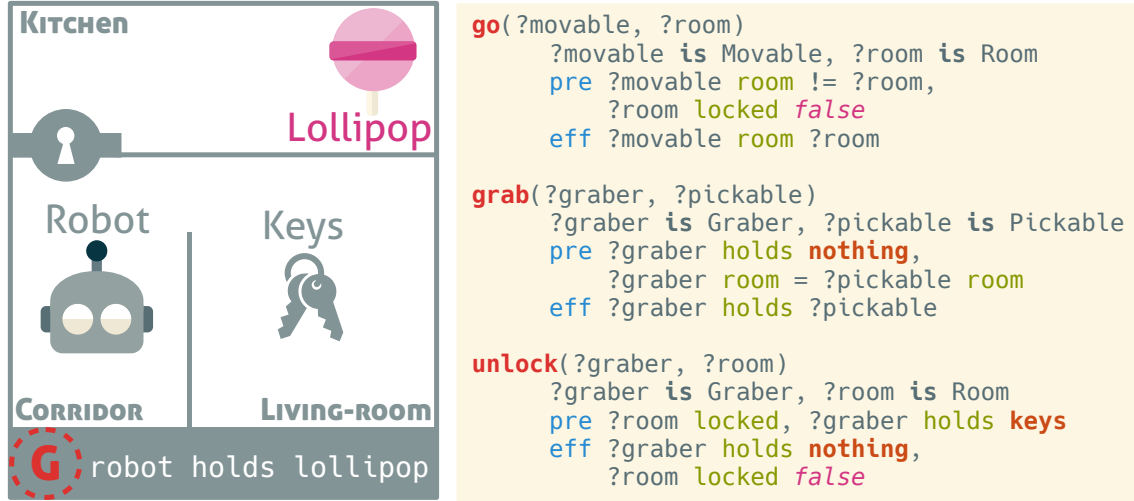 Kitchen
Lollipop
Robot
Keys
Corridor
Living-room
G robot holds lollipop
go(?movable, ?room)
?movable is Movable, ?room is Room
pre ?movable room != ?room,
?room locked false
eff ?movable room ?room
grab(?graber, ?pickable)
?graber is Graber, ?pickable is Pickable
pre ?graber holds nothing,
?graber room = ?pickable room
eff ?graber holds ?pickable
unlock(?graber, ?room)
?graber is Graber, ?room is Room
pre ?room locked, ?graber holds keys
eff ?graber holds nothing,
?room locked false